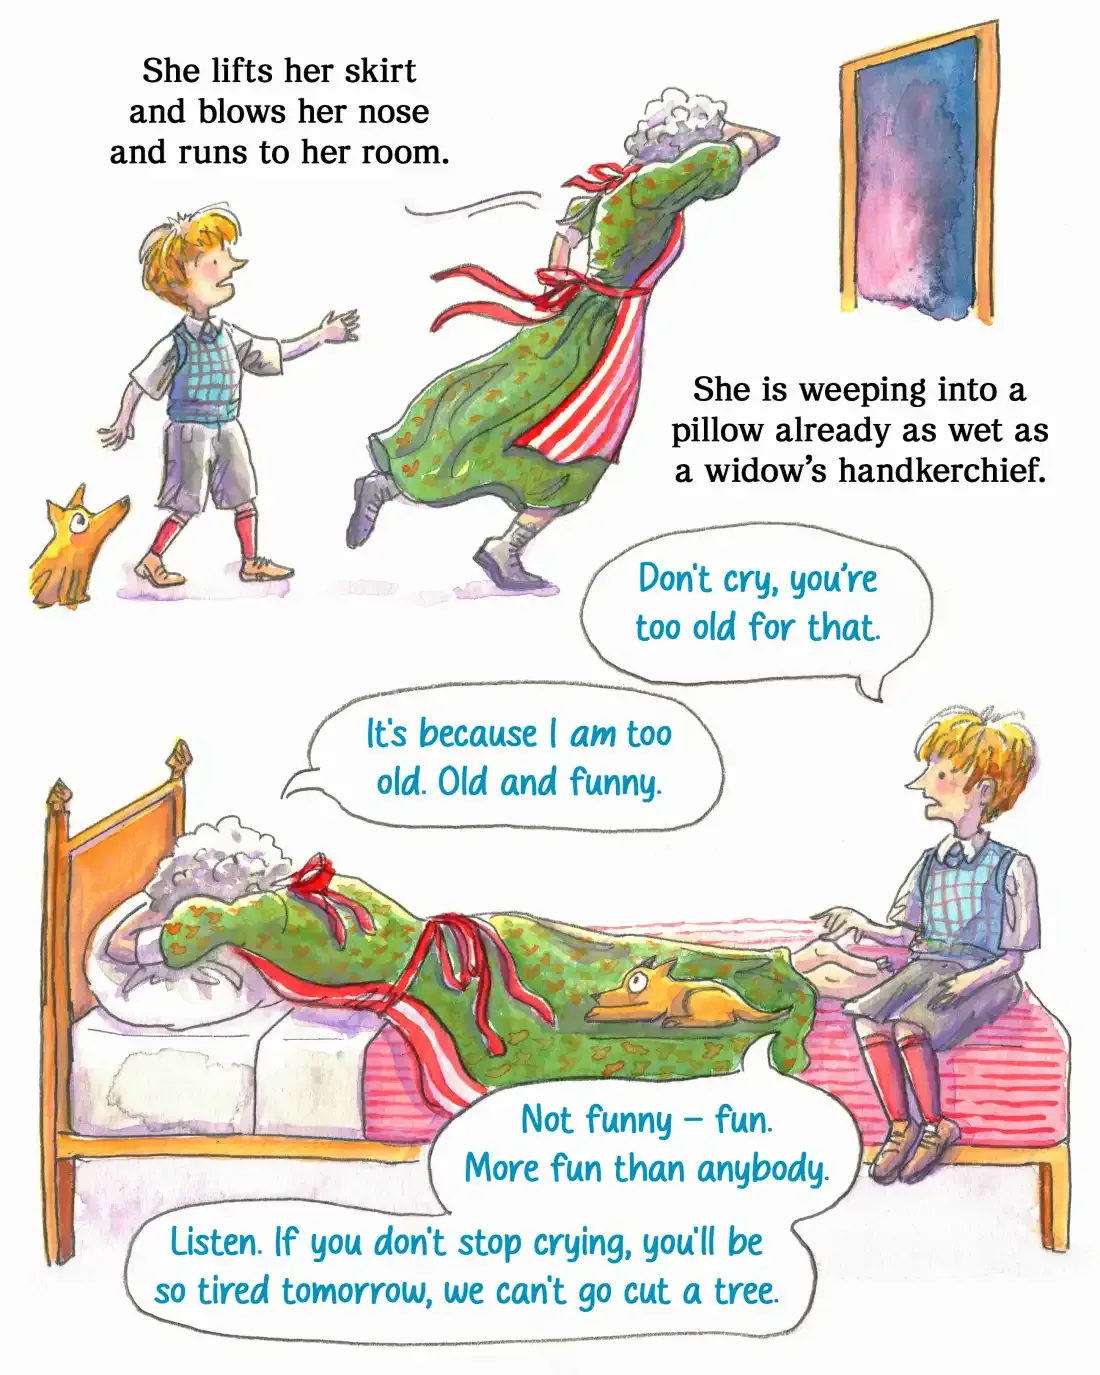 She lifts her skirt
and blows her nose
and runs to her room.
She is weeping into a
pillow already as wet as
a widow’s handkerchief.
Don't cry, you’re
too old for that.
It's because I am too
old. Old and funny.
Not funny – fun.
More fun than anybody.
Listen. If you don't stop crying, you'll be
so tired tomorrow, we can't go cut a tree.